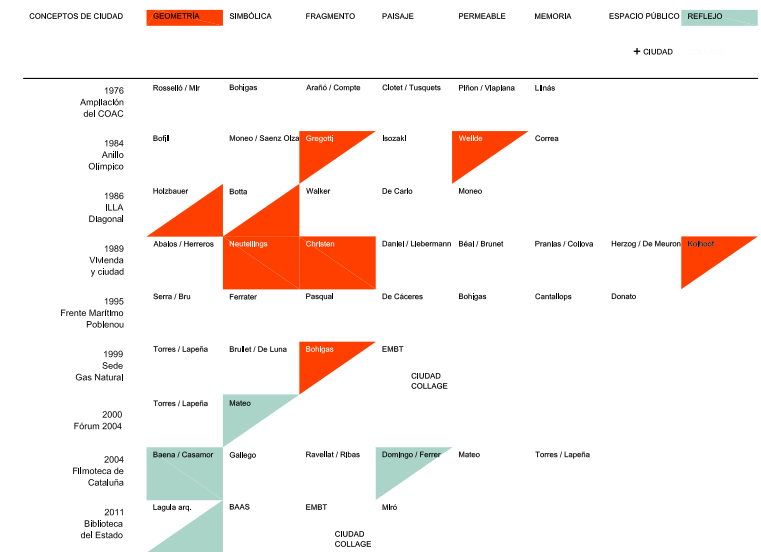 CONCEPTOS DE CIUDAD GEOMETRÍA SIMBÓLICA FRAGMENTO PAISAJE PERMEABLE MEMORIA ESPACIO PÚBLICO REFLEJO
+ CIUDAD
1976 Rosselló / Mir Bohigas Arañó / Compte Clotet / Tusquets Piñon / Viaplana Llinás
Ampliación
del COAC
1984 Bofill Moneo / Saenz Oiza Gregotti Isozaki Weidle Correa
Anillo
Olímpico
1986 Holzbauer Botta Walker De Carlo Moneo
ILLA
Diagonal
1989 Abalos / Herreros Neutelings Christen Daniel / Liebermann Béal / Brunet Pranlas / Collova Herzog / De Meuron Kolhoof
Vivienda
y ciudad
1995 Serra / Bru Ferrater Pasqual De Cáceres Bohigas Cantallops Donato
Frente Marítimo
Poblenou
1999 Torres / Lapeña Brullet / De Luna Bohigas EMBT
Sede
Gas Natural
CIUDAD
COLLAGE
Torres / Lapeña Mateo
2000
Fórum 2004
2004 Baena / Casamor Gallego Ravellat / Ribas Domingo / Ferrer Mateo Torres / Lapeña
Filmoteca de
Cataluña
2011 Lagula arq. BAAS EMBT Miró
Biblioteca
del Estado
CIUDAD
COLLAGE